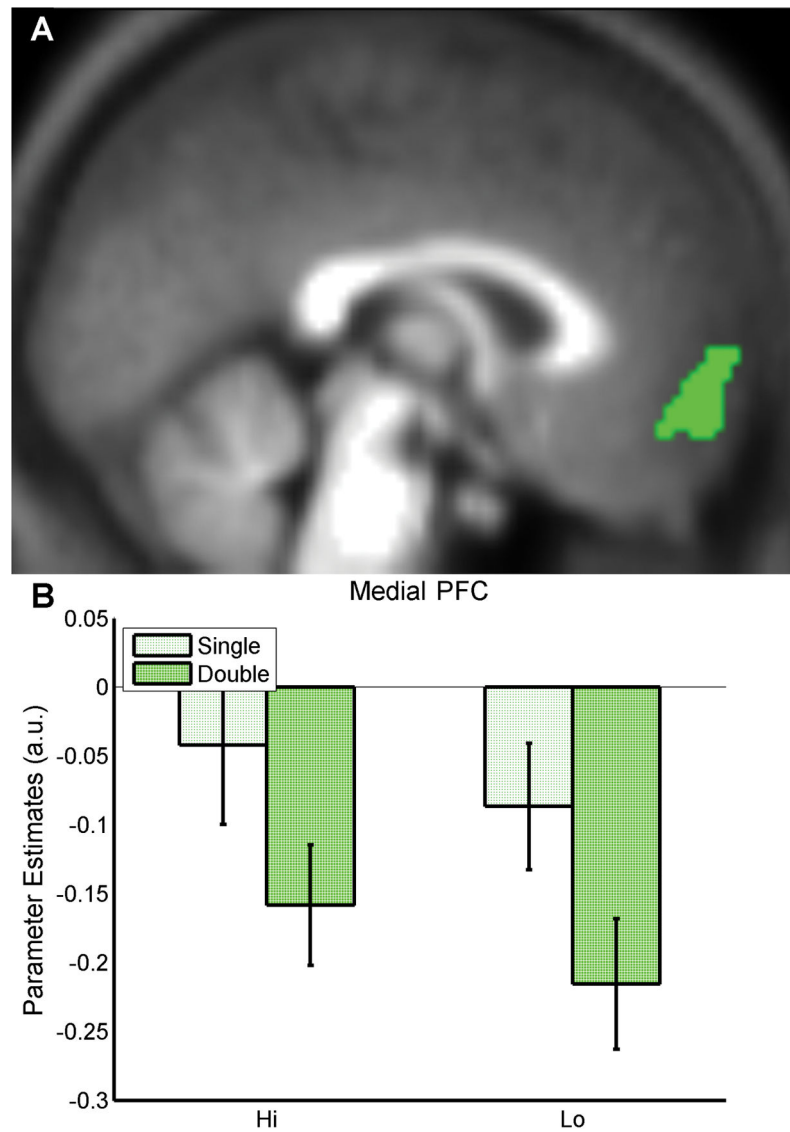 A
B
Medial PFC
0.05
0
-0.05
-0.1
-0.15
-0.2
-0.25
-0.3
Parameter Estimates (a.u.)
Single
Double
Hi Lo